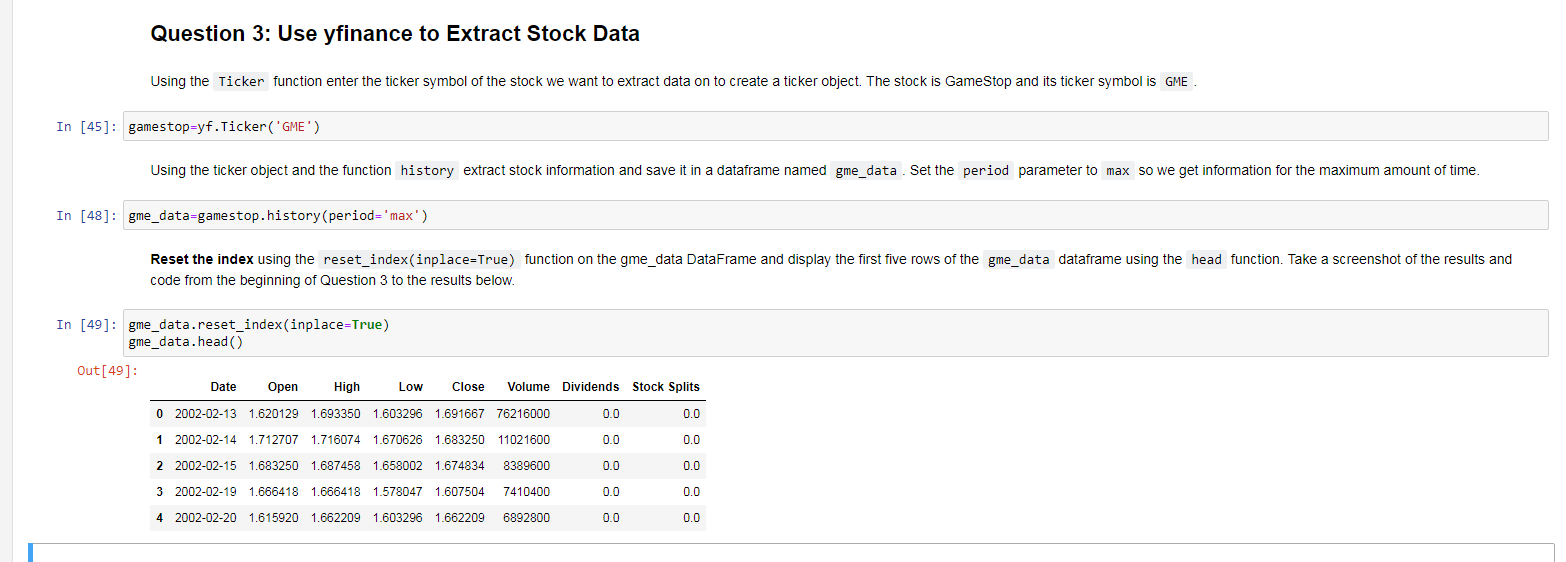 Question 3: Use yfinance to Extract Stock Data
Using the Ticker function enter the ticker symbol of the stock we want to extract data on to create a ticker object. The stock is GameStop and its ticker symbol is GME .
In [45]: gamestop=yf.Ticker('GME')
Using the ticker object and the function history extract stock information and save it in a dataframe named gme_data . Set the period parameter to max so we get information for the maximum amount of time.
In [48]: gme_data=gamestop.history(period='max')
Reset the index using the reset_index(inplace=True) function on the gme_data DataFrame and display the first five rows of the gme_data dataframe using the head function. Take a screenshot of the results and
code from the beginning of Question 3 to the results below.
In [49]: gme_data.reset_index(inplace=True)
gme_data.head()
Out[49]:
Date Open High Low Close Volume Dividends Stock Splits
0 2002-02-13 1.620129 1.693350 1.603296 1.691667 76216000 0.0 0.0
1 2002-02-14 1.712707 1.716074 1.670626 1.683250 11021600 0.0 0.0
2 2002-02-15 1.683250 1.687458 1.658002 1.674834 8389600 0.0 0.0
3 2002-02-19 1.666418 1.666418 1.578047 1.607504 7410400 0.0 0.0
4 2002-02-20 1.615920 1.662209 1.603296 1.662209 6892800 0.0 0.0